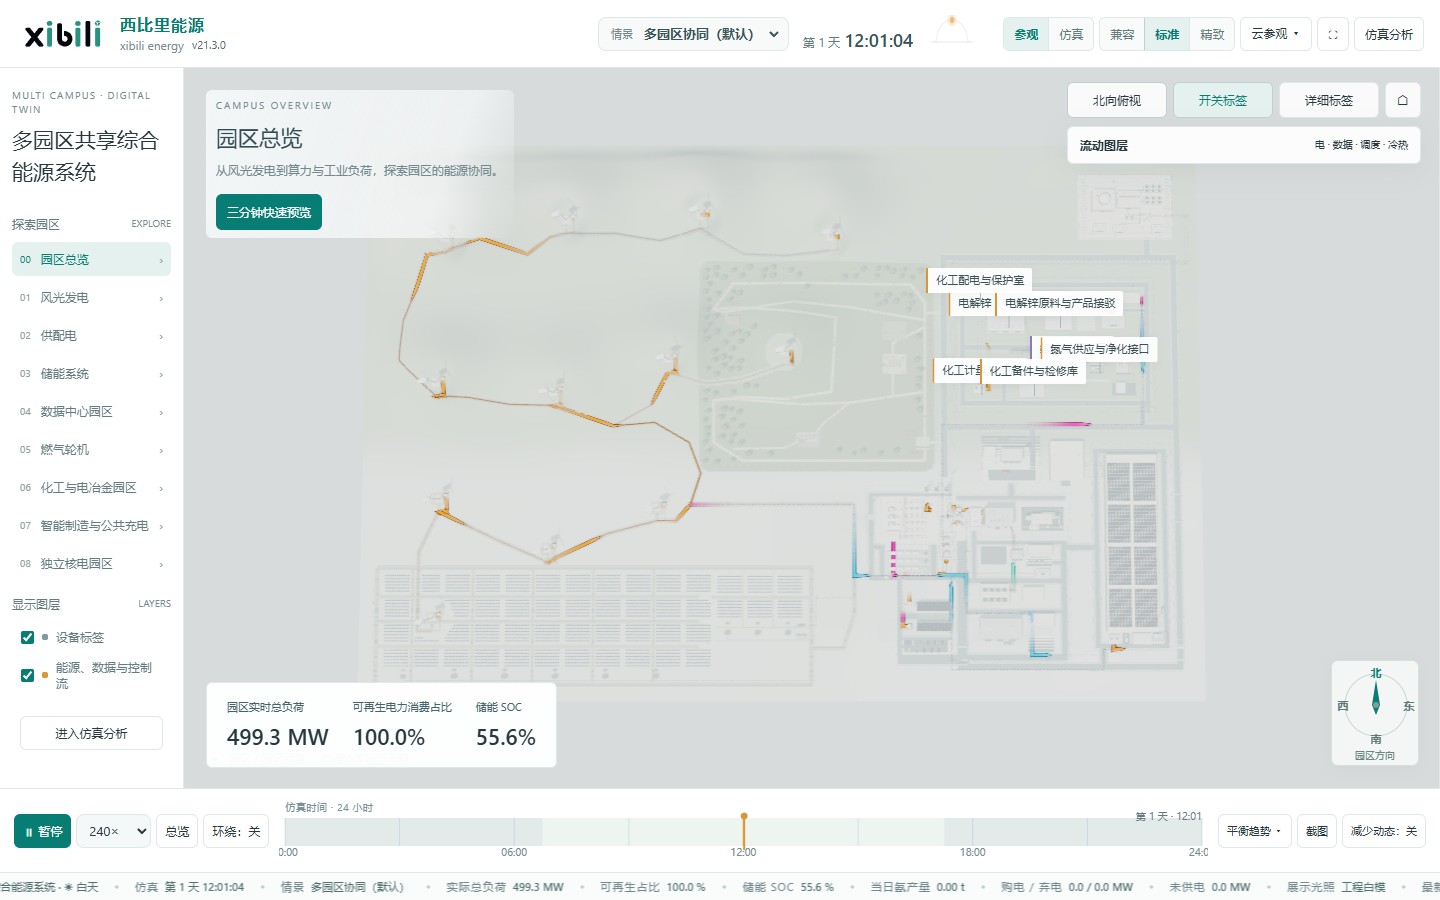 xibili
西比里能源
xibili energy v21.3.0
情景 多园区协同（默认）
第 1 天 12:01:04
参观 仿真
兼容 标准 精致
云参观
仿真分析
MULTI CAMPUS · DIGITAL
TWIN
多园区共享综合
能源系统
探索园区 EXPLORE
00 园区总览 ›
01 风光发电 ›
02 供配电 ›
03 储能系统 ›
04 数据中心园区 ›
05 燃气轮机 ›
06 化工与电冶金园区 ›
07 智能制造与公共充电 ›
08 独立核电园区 ›
显示图层 LAYERS
设备标签
能源、数据与控制
流
进入仿真分析
CAMPUS OVERVIEW
园区总览
从风光发电到算力与工业负荷，探索园区的能源协同。
三分钟快速预览
北向俯视 开关标签 详细标签
流动图层 电 · 数据 · 调度 · 冷热
化工配电与保护室
电解锌 电解锌原料与产品接驳
氮气供应与净化接口
化工计 化工备件与检修库
园区实时总负荷 可再生电力消费占比 储能 SOC
499.3 MW 100.0% 55.6%
北
西 东
南
园区方向
暂停 240× 总览 环绕：关
仿真时间 · 24 小时
第 1 天 · 12:01
0:00 06:00 12:00 18:00 24:0
平衡趋势 截图 减少动态：关
合能源系统 · ☀ 白天 • 仿真 第 1 天 12:01:04 • 情景 多园区协同（默认） • 实际总负荷 499.3 MW • 可再生占比 100.0 % • 储能 SOC 55.6 % • 当日氨产量 0.00 t • 购电 / 弃电 0.0 / 0.0 MW • 未供电 0.0 MW • 展示光照 工程白模 •